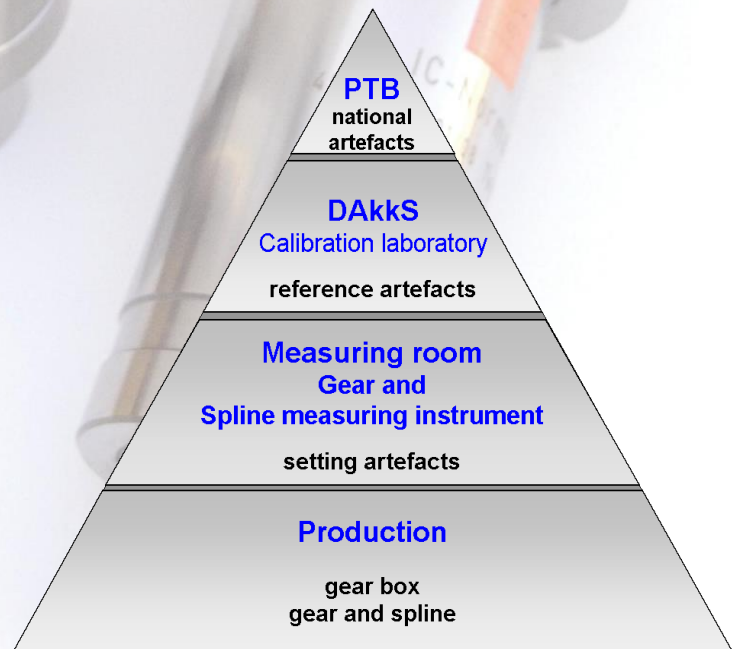 PTB
national
artefacts
DAkkS
Calibration laboratory
reference artefacts
Measuring room
Gear and
Spline measuring instrument
setting artefacts
Production
gear box
gear and spline